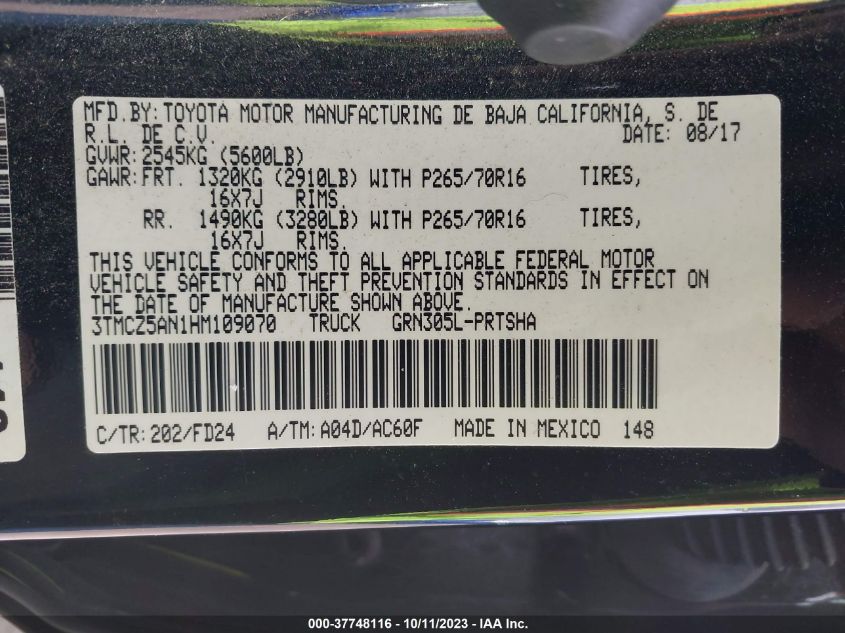 MFD.BY: TOYOTA MOTOR MANUFACTURING DE BAJA CALIFORNIA, S. DE
R.L. DE C.V. DATE: 08/17
GVWR: 2545KG (5600LB)
GAWR: FRT. 1320KG (2910LB) WITH P265/70R16 TIRES,
16X7J RIMS.
RR. 1490KG (3280LB) WITH P265/70R16 TIRES,
16X7J RIMS.
THIS VEHICLE CONFORMS TO ALL APPLICABLE FEDERAL MOTOR
VEHICLE SAFETY AND THEFT PREVENTION STANDARDS IN EFFECT ON
THE DATE OF MANUFACTURE SHOWN ABOVE.
3TMCZ5AN1HM109070 TRUCK GRN305L-PRTSHA
C/TR: 202/FD24 A/TM: A04D/AC60F MADE IN MEXICO 148
000-37748116 - 10/11/2023 - IAA Inc.